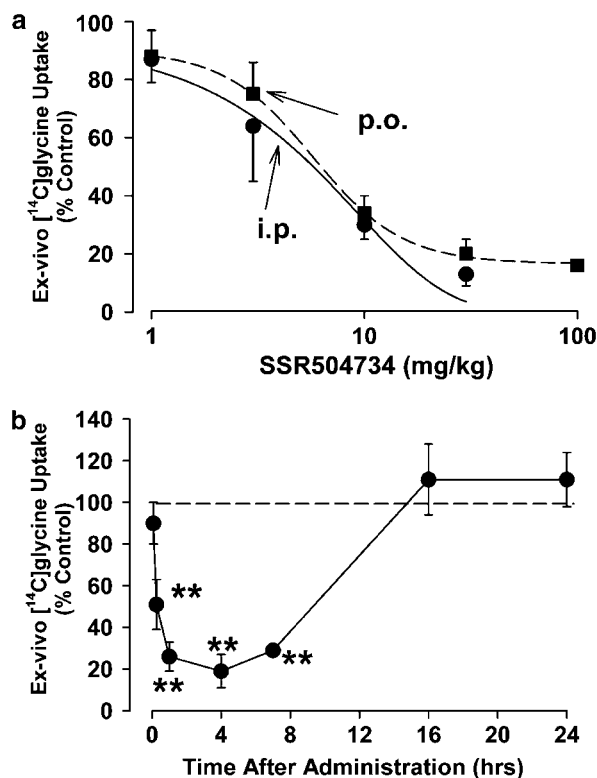 a
Ex-vivo [¹⁴C]glycine Uptake
(% Control)
100
80
60
40
20
0
p.o.
i.p.
1
10
100
SSR504734 (mg/kg)
b
Ex-vivo [¹⁴C]glycine Uptake
(% Control)
140
120
100
80
60
40
20
0
**
**
**
**
0
4
8
12
16
20
24
Time After Administration (hrs)